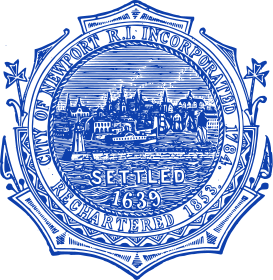 CITY OF NEWPORT R.I. INCORPORATED 1784.
RECHARTERED 1853.
SETTLED
1639